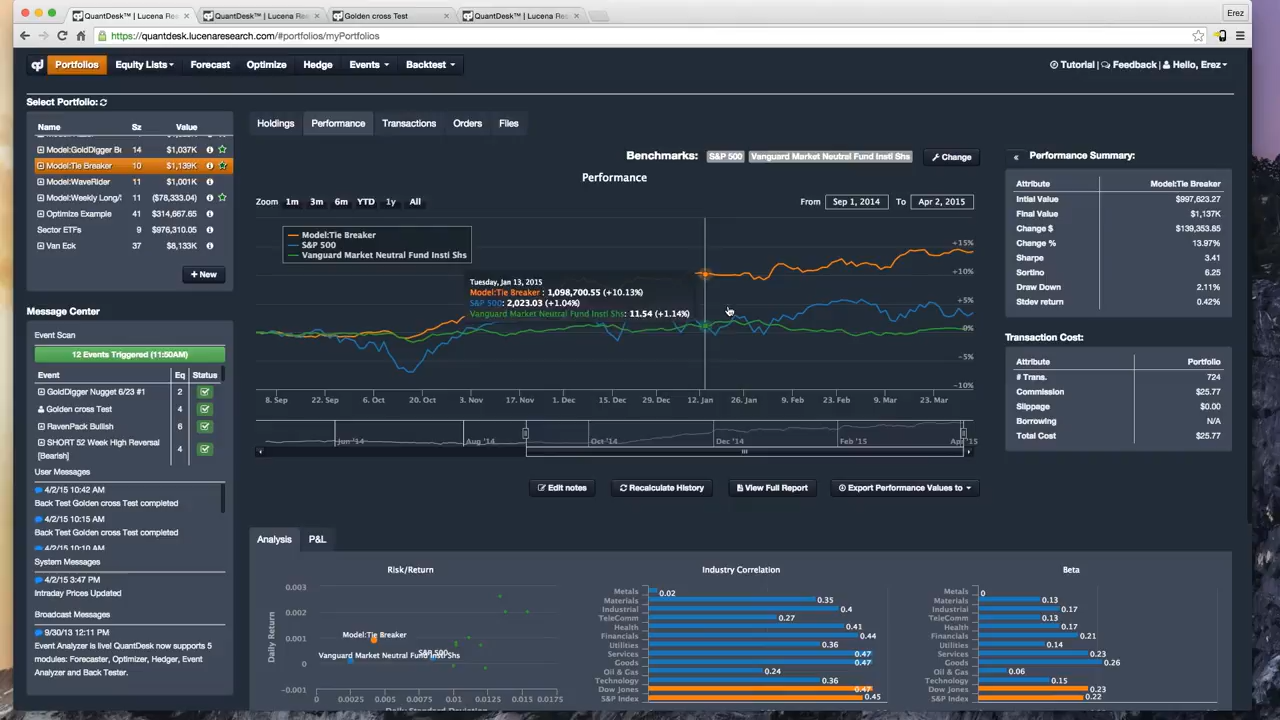 QuantDesk™ | Lucena Res
QuantDesk™ | Lucena Res
Golden cross Test
QuantDesk™ | Lucena Res
Erez
https://quantdesk.lucenaresearch.com/#portfolios/myPortfolios
Portfolios Equity Lists Forecast Optimize Hedge Events Backtest
Tutorial | Feedback | Hello, Erez
Select Portfolio:
Name Sz Value
Model:GoldDigger Be 14 $1,037K
Model:Tie Breaker 10 $1,139K
Model:WaveRider 11 $1,001K
Model:Weekly Long/S 11 ($78,333.04)
Optimize Example 41 $314,667.65
Sector ETFs 9 $976,310.05
Van Eck 37 $8,133K
+ New
Message Center
Event Scan
12 Events Triggered (11:50AM)
Event Eq Status
GoldDigger Nugget 6/23 #1 2
Golden cross Test 4
RavenPack Bullish 6
SHORT 52 Week High Reversal
[Bearish] 4
User Messages
4/2/15 10:42 AM
Back Test Golden cross Test completed
4/2/15 10:15 AM
Back Test Golden cross Test completed
4/2/15 10:10 AM
System Messages
4/2/15 3:47 PM
Intraday Prices Updated
Broadcast Messages
9/30/13 12:11 PM
Event Analyzer is live! QuantDesk now supports 5
modules: Forecaster, Optimizer, Hedger, Event
Analyzer and Back Tester.
Holdings Performance Transactions Orders Files
Benchmarks: S&P 500 Vanguard Market Neutral Fund Instl Shs Change
Performance
Zoom 1m 3m 6m YTD 1y All
From Sep 1, 2014 To Apr 2, 2015
Model:Tie Breaker
S&P 500
Vanguard Market Neutral Fund Instl Shs
Tuesday, Jan 13, 2015
Model:Tie Breaker : 1,098,700.55 (+10.13%)
S&P 500: 2,023.03 (+1.04%)
Vanguard Market Neutral Fund Instl Shs: 11.54 (+1.14%)
+15%
+10%
+5%
0%
-5%
-10%
8. Sep 22. Sep 6. Oct 20. Oct 3. Nov 17. Nov 1. Dec 15. Dec 29. Dec 12. Jan 26. Jan 9. Feb 23. Feb 9. Mar 23. Mar
Jun '14 Aug '14 Oct '14 Dec '14 Feb '15 Ap '15
Edit notes Recalculate History View Full Report Export Performance Values to
Performance Summary:
Attribute Model:Tie Breaker
Intial Value $997,623.27
Final Value $1,137K
Change $ $139,353.85
Change % 13.97%
Sharpe 3.41
Sortino 6.25
Draw Down 2.11%
Stdev return 0.42%
Transaction Cost:
Attribute Portfolio
# Trans. 724
Commission $25.77
Slippage $0.00
Borrowing N/A
Total Cost $25.77
Analysis P&L
Risk/Return
Daily Return
0.003
0.002
0.001
0
-0.001
Model:Tie Breaker
S&P 500
Vanguard Market Neutral Fund Instl Shs
0 0.0025 0.005 0.0075 0.01 0.0125 0.015 0.0175
Daily Standard Deviation
Industry Correlation
Metals 0.02
Materials 0.35
Industrial 0.4
TeleComm 0.27
Health 0.41
Financials 0.44
Utilities 0.36
Services 0.47
Goods 0.47
Oil & Gas 0.24
Technology 0.36
Dow Jones 0.47
S&P Index 0.45
Beta
Metals 0
Materials 0.13
Industrial 0.17
TeleComm 0.13
Health 0.17
Financials 0.21
Utilities 0.14
Services 0.23
Goods 0.26
Oil & Gas 0.06
Technology 0.15
Dow Jones 0.23
S&P Index 0.22